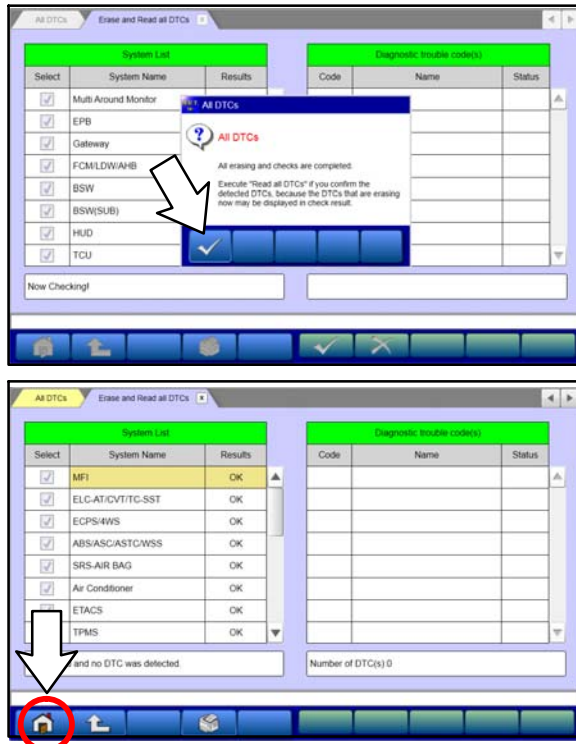 All DTCs
Erase and Read all DTCs
System List
Diagnostic trouble code(s)
Select System Name Results
Code Name Status
Multi Around Monitor
EPB
Gateway
FCM/LDW/AHB
BSW
BSW(SUB)
HUD
TCU
All DTCs
All DTCs
All erasing and checks are completed.
Execute "Read all DTCs" if you confirm the
detected DTCs, because the DTCs that are erasing
now may be displayed in check result.
Now Checking!
All DTCs
Erase and Read all DTCs
System List
Diagnostic trouble code(s)
Select System Name Results
Code Name Status
MFI OK
ELC-AT/CVT/TC-SST OK
ECPS/4WS OK
ABS/ASC/ASTC/WSS OK
SRS-AIR BAG OK
Air Conditioner OK
ETACS OK
TPMS OK
and no DTC was detected.
Number of DTC(s) 0